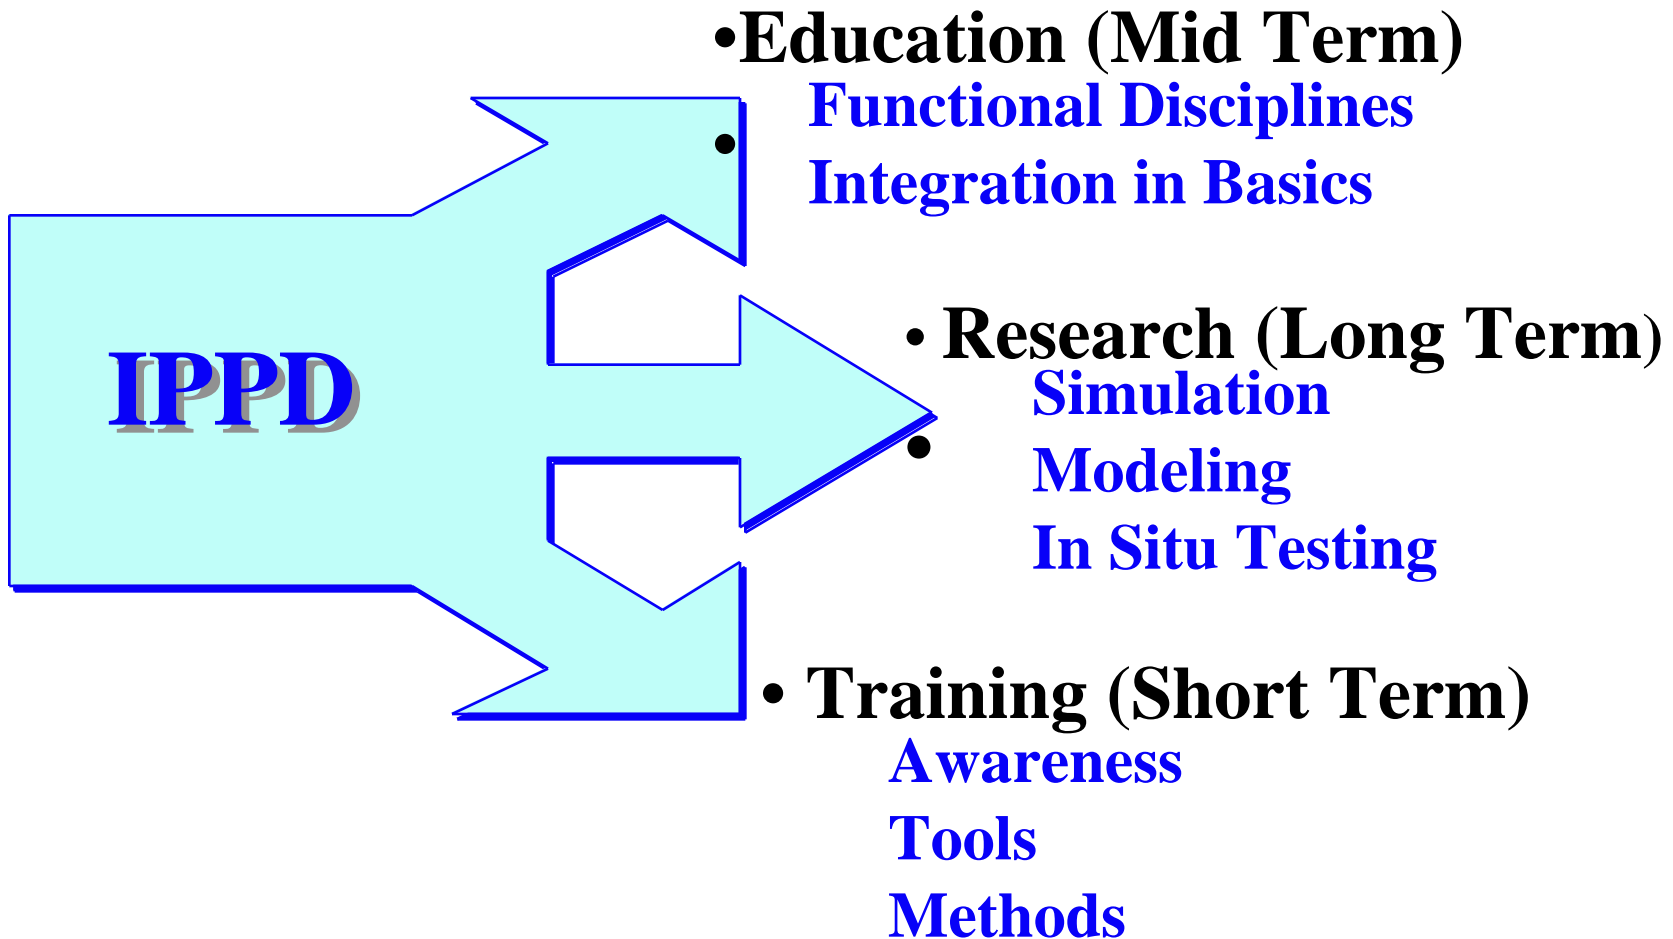 •Education (Mid Term)
Functional Disciplines
•
Integration in Basics
IPPD
• Research (Long Term)
Simulation
•
Modeling
In Situ Testing
• Training (Short Term)
Awareness
Tools
Methods